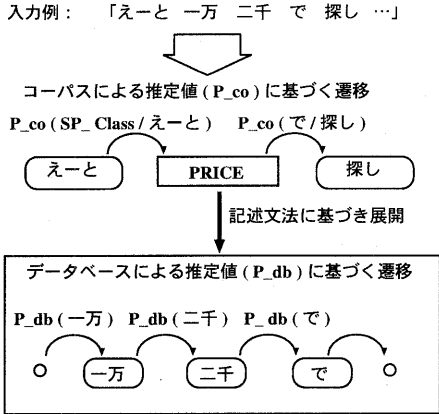 入力例： 「えーと 一万 二千 で 探し …」
コーパスによる推定値 ( P_co ) に基づく遷移
P_co ( SP_ Class / えーと ) P_co ( で / 探し )
えーと PRICE 探し
記述文法に基づき展開
データベースによる推定値 ( P_db ) に基づく遷移
P_db ( 一万 ) P_db ( 二千 ) P_ db ( で )
一万 二千 で